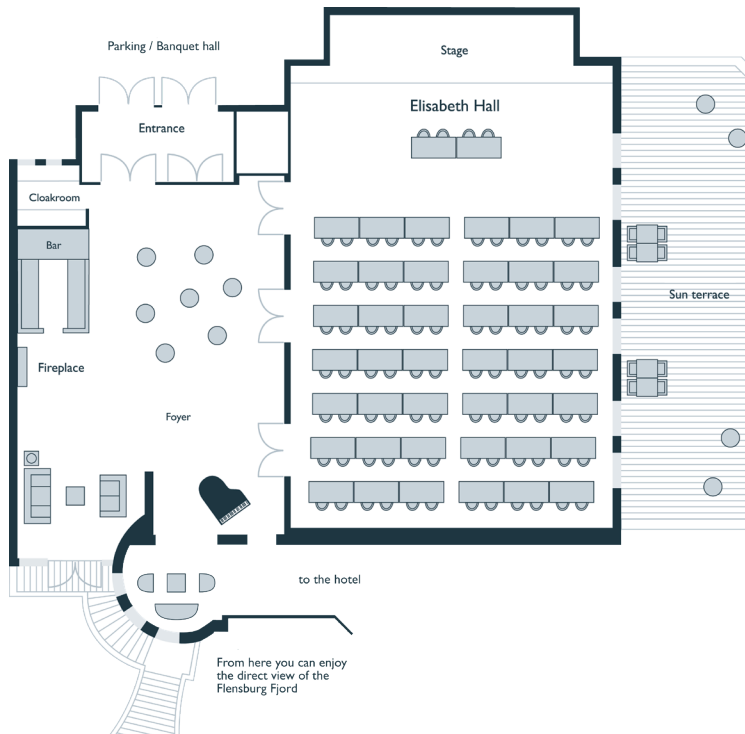 Parking / Banquet hall
Stage
Elisabeth Hall
Entrance
Cloakroom
Bar
Sun terrace
Fireplace
Foyer
to the hotel
From here you can enjoy
the direct view of the
Flensburg Fjord